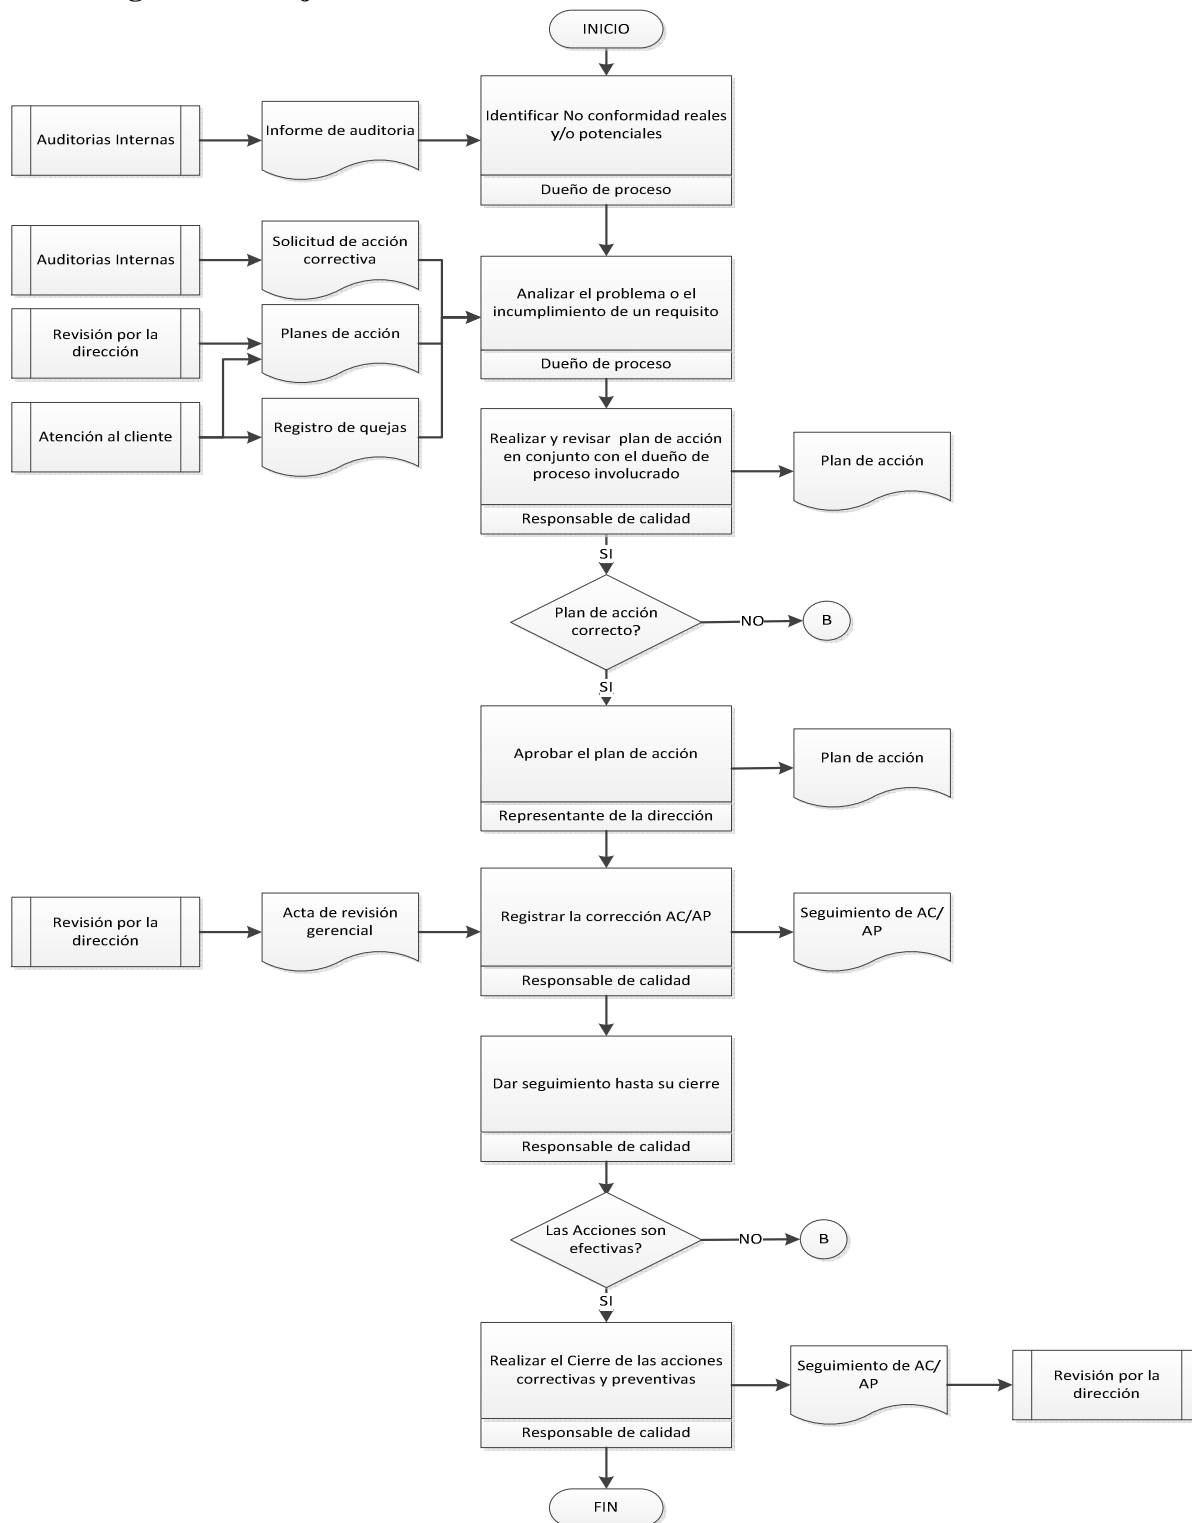 INICIO
Identificar No conformidad reales
y/o potenciales
Dueño de proceso
Auditorias Internas
Informe de auditoria
Auditorias Internas
Solicitud de acción
correctiva
Revisión por la
dirección
Planes de acción
Atención al cliente
Registro de quejas
Analizar el problema o el
incumplimiento de un requisito
Dueño de proceso
Realizar y revisar plan de acción
en conjunto con el dueño de
proceso involucrado
Responsable de calidad
Plan de acción
SI
Plan de acción
correcto?
NO
B
SI
Aprobar el plan de acción
Representante de la dirección
Plan de acción
Revisión por la
dirección
Acta de revisión
gerencial
Registrar la corrección AC/AP
Responsable de calidad
Seguimiento de AC/
AP
Dar seguimiento hasta su cierre
Responsable de calidad
Las Acciones son
efectivas?
NO
B
SI
Realizar el Cierre de las acciones
correctivas y preventivas
Responsable de calidad
Seguimiento de AC/
AP
Revisión por la
dirección
FIN